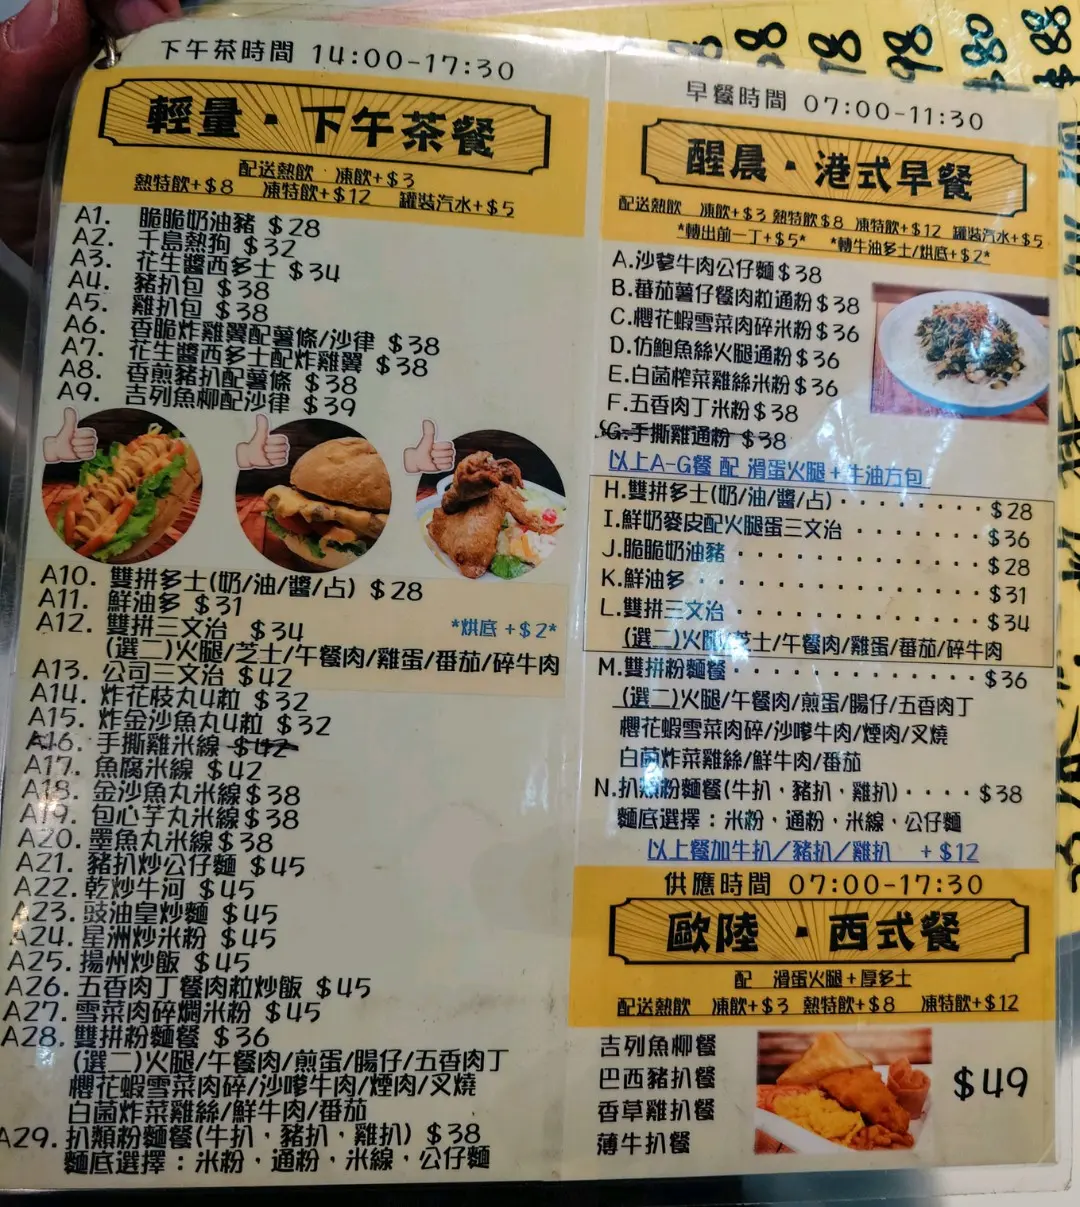 下午茶時間 14:00-17:30
輕量·下午茶餐
配送熱飲 凍飲+$3
熱特飲+$8 凍特飲+$12 罐裝汽水+$5
A1. 脆脆奶油豬 $28
A2. 千島熱狗 $32
A3. 花生醬西多士 $34
A4. 豬扒包 $38
A5. 雞扒包 $38
A6. 香脆炸雞翼配薯條/沙律 $38
A7. 花生醬西多士配炸雞翼 $38
A8. 香煎豬扒配薯條 $38
A9. 吉列魚柳配沙律 $39
A10. 雙拼多士(奶/油/醬/占) $28
A11. 鮮油多 $31
A12. 雙拼三文治 $34 *烘底 +$2*
(選二)火腿/芝士/午餐肉/雞蛋/番茄/碎牛肉
A13. 公司三文治 $42
A14. 炸花枝丸4粒 $32
A15. 炸金沙魚丸4粒 $32
A16. 手撕雞米線 $42
A17. 魚腐米線 $42
A18. 金沙魚丸米線$38
A19. 包心芋丸米線$38
A20. 墨魚丸米線$38
A21. 豬扒炒公仔麵 $45
A22. 乾炒牛河 $45
A23. 豉油皇炒麵 $45
A24. 星洲炒米粉 $45
A25. 揚州炒飯 $45
A26. 五香肉丁餐肉粒炒飯 $45
A27. 雪菜肉碎燜米粉 $45
A28. 雙拼粉麵餐 $36
(選二)火腿/午餐肉/煎蛋/腸仔/五香肉丁
櫻花蝦雪菜肉碎/沙嗲牛肉/煙肉/叉燒
白菌炸菜雞絲/鮮牛肉/番茄
A29. 扒類粉麵餐(牛扒，豬扒，雞扒) $38
麵底選擇：米粉，通粉，米線，公仔麵
早餐時間 07:00-11:30
醒晨·港式早餐
配送熱飲 凍飲+$3 熱特飲$8 凍特飲+$12 罐裝汽水+$5
*轉出前一丁+$5* *轉牛油多士/烘底+$2*
A.沙爹牛肉公仔麵$38
B.蕃茄薯仔餐肉粒通粉$38
C.櫻花蝦雪菜肉碎米粉$36
D.仿鮑魚絲火腿通粉$36
E.白菌榨菜雞絲米粉$36
F.五香肉丁米粉$38
G.手撕雞通粉 $38
以上A-G餐 配 滑蛋火腿+牛油方包
H.雙拼多士(奶/油/醬/占)········$28
I.鮮奶麥皮配火腿蛋三文治·······$36
J.脆脆奶油豬··············$28
K.鮮油多················$31
L.雙拼三文治··············$34
(選二)火腿/芝士/午餐肉/雞蛋/番茄/碎牛肉
M.雙拼粉麵餐··············$36
(選二)火腿/午餐肉/煎蛋/腸仔/五香肉丁
櫻花蝦雪菜肉碎/沙嗲牛肉/煙肉/叉燒
白菌炸菜雞絲/鮮牛肉/番茄
N.扒類粉麵餐(牛扒，豬扒，雞扒)····$38
麵底選擇：米粉，通粉，米線，公仔麵
以上餐加牛扒/豬扒/雞扒 +$12
供應時間 07:00-17:30
歐陸·西式餐
配 滑蛋火腿+厚多士
配送熱飲 凍飲+$3 熱特飲+$8 凍特飲+$12
吉列魚柳餐
巴西豬扒餐
香草雞扒餐
薄牛扒餐
$49